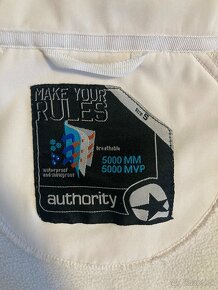 MAKE YOUR
RULES
size S
breathable
waterproof
and windproof
5000 MM
5000 MVP
authority